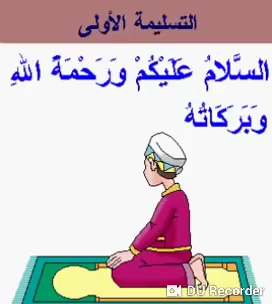 التسليمة الأولى
السَّلَامُ عَلَيْكُمْ وَرَحْمَةُ اللهِ
وَبَرَكَاتُهُ
DU Recorder